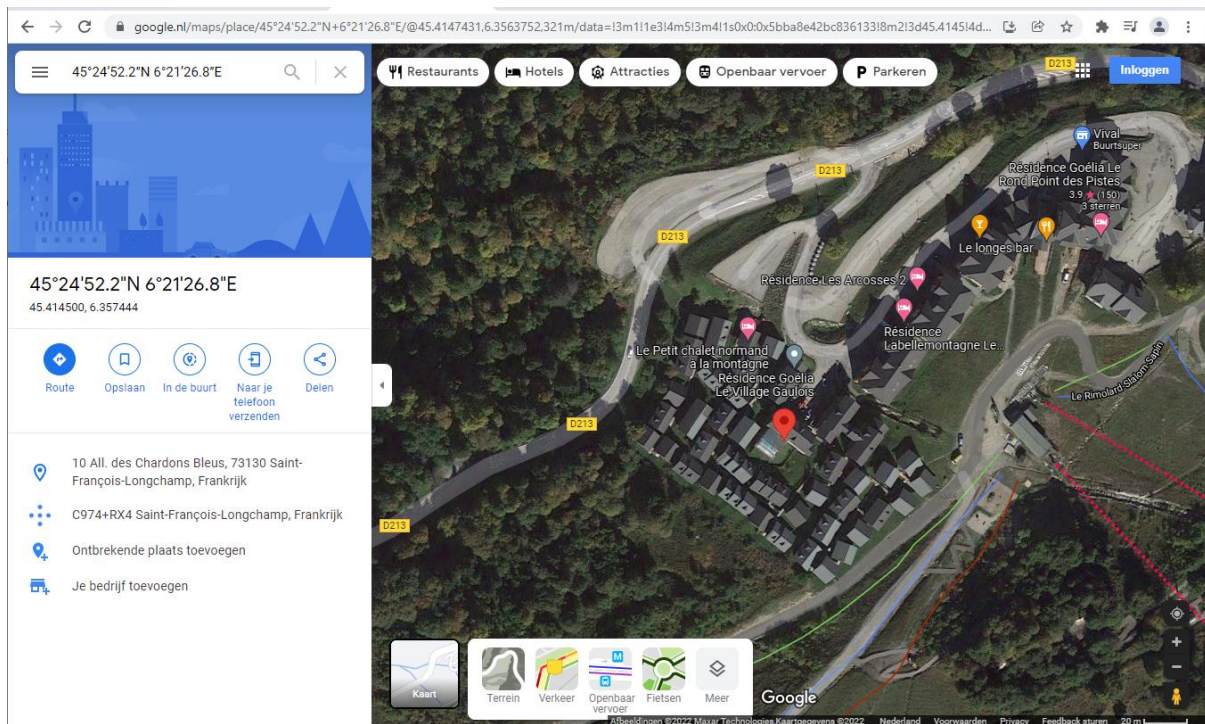 google.nl/maps/place/45°24'52.2"N+6°21'26.8"E/@45.4147431,6.3563752,321m/data=!3m1!1e3!4m5!3m4!1s0x0:0x5bba8e42bc836133!8m2!3d45.4145!4d...
45°24'52.2"N 6°21'26.8"E
Restaurants
Hotels
Attracties
Openbaar vervoer
Parkeren
D213
Inloggen
Vival
Buurtsuper
Résidence Goélia Le
Rond Point des Pistes
3.9 ★ (150)
3 sterren
D213
D213
Le longes bar
Résidence Les Arcosses 2
Résidence
Labellemontagne Le...
Le Petit chalet normand
a la montagne
Résidence Goélia
Le Village Gaulois
Le Rimolard-Slalom-Sapin
D213
D213
45°24'52.2"N 6°21'26.8"E
45.414500, 6.357444
Route
Opslaan
In de buurt
Naar je
telefoon
verzenden
Delen
10 All. des Chardons Bleus, 73130 Saint-
François-Longchamp, Frankrijk
C974+RX4 Saint-François-Longchamp, Frankrijk
Ontbrekende plaats toevoegen
Je bedrijf toevoegen
Kaart
Terrein
Verkeer
M
Openbaar
vervoer
Fietsen
Meer
Google
Afbeeldingen ©2022 Maxar Technologies,Kaartgegevens ©2022 Nederland Voorwaarden Privacy Feedback sturen 20 m